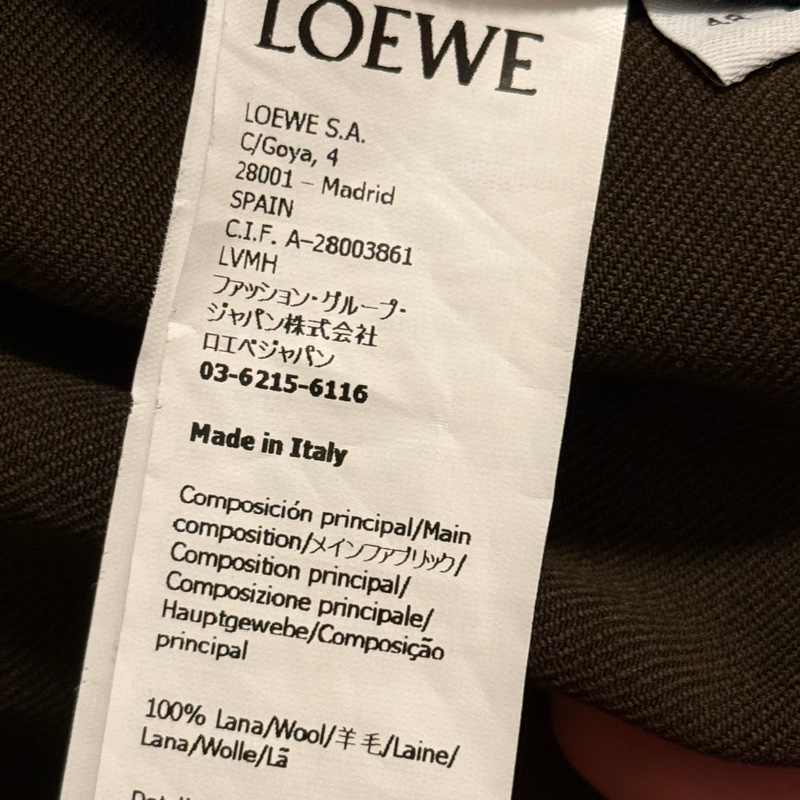 LOEWE
LOEWE S.A.
C/Goya, 4
28001 – Madrid
SPAIN
C.I.F. A–28003861
LVMH
ファッション・グループ・
ジャパン株式会社
ロエベジャパン
03-6215-6116
Made in Italy
Composición principal/Main
composition/メインファブリック/
Composition principal/
Composizione principale/
Hauptgewebe/Composição
principal
100% Lana/Wool/羊毛/Laine/
Lana/Wolle/Lã